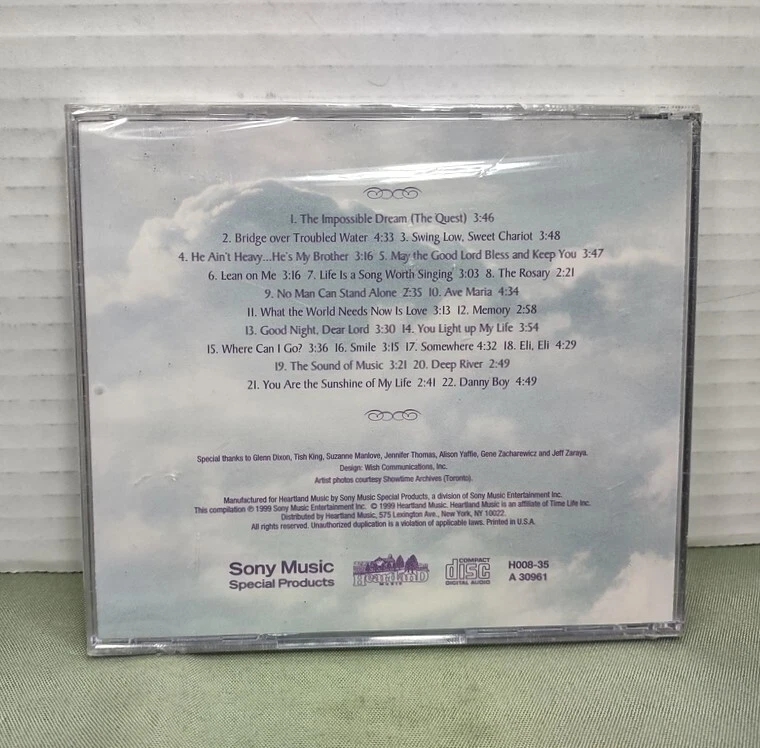 1. The Impossible Dream (The Quest) 3:46
2. Bridge over Troubled Water 4:33 3. Swing Low, Sweet Chariot 3:48
4. He Ain't Heavy...He's My Brother 3:16 5. May the Good Lord Bless and Keep You 3:47
6. Lean on Me 3:16 7. Life Is a Song Worth Singing 3:03 8. The Rosary 2:21
9. No Man Can Stand Alone 2:35 10. Ave Maria 4:34
11. What the World Needs Now Is Love 3:13 12. Memory 2:58
13. Good Night, Dear Lord 3:30 14. You Light up My Life 3:54
15. Where Can I Go? 3:36 16. Smile 3:15 17. Somewhere 4:32 18. Eli, Eli 4:29
19. The Sound of Music 3:21 20. Deep River 2:49
21. You Are the Sunshine of My Life 2:41 22. Danny Boy 4:49
Special thanks to Glenn Dixon, Tish King, Suzanne Manlove, Jennifer Thomas, Alison Yaffie, Gene Zacharewicz and Jeff Zaraya.
Design: Wish Communications, Inc.
Artist photos courtesy Showtime Archives (Toronto).
Manufactured for Heartland Music by Sony Music Special Products, a division of Sony Music Entertainment Inc.
This compilation ℗ 1999 Sony Music Entertainment Inc. © 1999 Heartland Music. Heartland Music is an affiliate of Time Life Inc.
Distributed by Heartland Music, 575 Lexington Ave., New York, NY 10022.
All rights reserved. Unauthorized duplication is a violation of applicable laws. Printed in U.S.A.
Sony Music
Special Products
HEARTLAND
MUSIC
COMPACT
disc
DIGITAL AUDIO
H008-35
A 30961